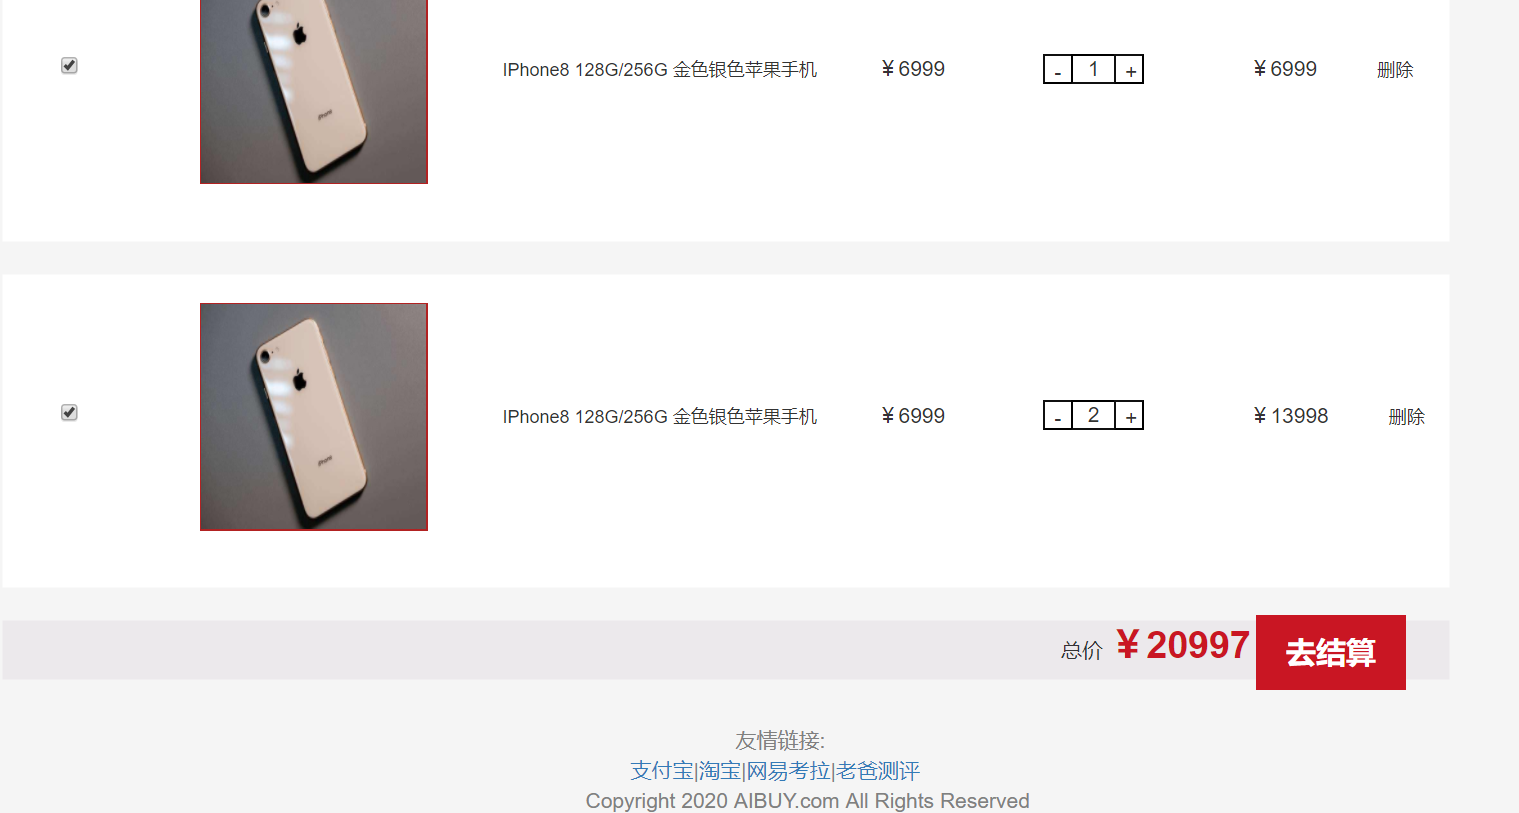 IPhone8 128G/256G 金色银色苹果手机 ¥ 6999 - 1 + ¥ 6999 删除
iPhone
IPhone8 128G/256G 金色银色苹果手机 ¥ 6999 - 2 + ¥ 13998 删除
iPhone
总价 ¥ 20997 去结算
友情链接:
支付宝|淘宝|网易考拉|老爸测评
Copyright 2020 AIBUY.com All Rights Reserved